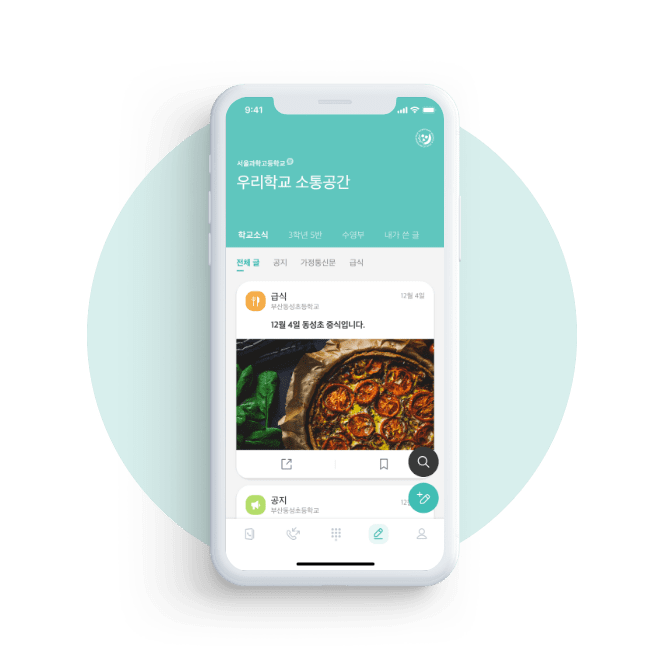 9:41
서울과학고등학교
우리학교 소통공간
학교소식 3학년 5반 수영부 내가 쓴 글
전체 글 공지 가정통신문 급식
급식 12월 4일
부산동성초등학교
12월 4일 동성초 중식입니다.
공지
부산동성초등학교